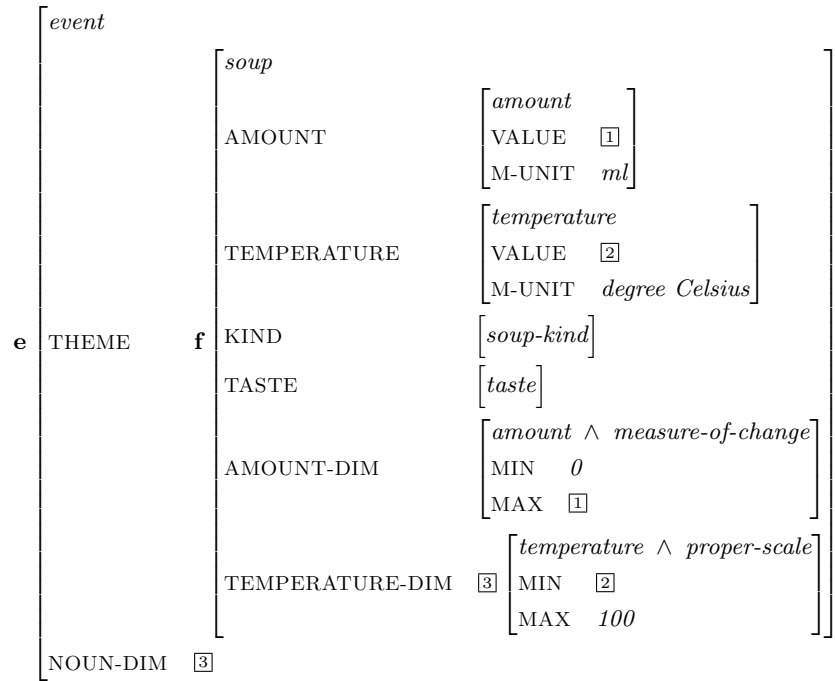 event
soup
AMOUNT
amount
VALUE 1
M-UNIT ml
TEMPERATURE
temperature
VALUE 2
M-UNIT degree Celsius
e THEME f KIND
soup-kind
TASTE
taste
AMOUNT-DIM
amount ∧ measure-of-change
MIN 0
MAX 1
TEMPERATURE-DIM 3
temperature ∧ proper-scale
MIN 2
MAX 100
NOUN-DIM 3